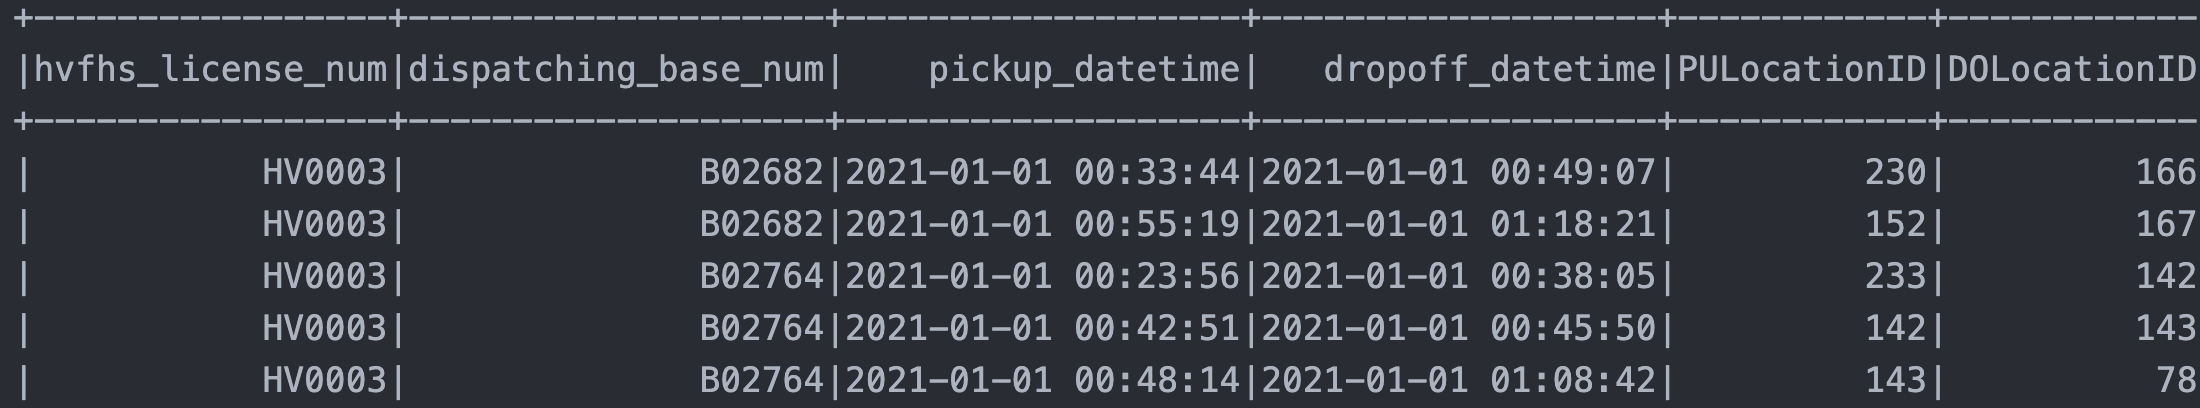 +-----------------+--------------------+-------------------+-------------------+------------+------------
|hvfhs_license_num|dispatching_base_num|    pickup_datetime|   dropoff_datetime|PULocationID|DOLocationID
+-----------------+--------------------+-------------------+-------------------+------------+------------
|           HV0003|              B02682|2021-01-01 00:33:44|2021-01-01 00:49:07|         230|         166
|           HV0003|              B02682|2021-01-01 00:55:19|2021-01-01 01:18:21|         152|         167
|           HV0003|              B02764|2021-01-01 00:23:56|2021-01-01 00:38:05|         233|         142
|           HV0003|              B02764|2021-01-01 00:42:51|2021-01-01 00:45:50|         142|         143
|           HV0003|              B02764|2021-01-01 00:48:14|2021-01-01 01:08:42|         143|          78